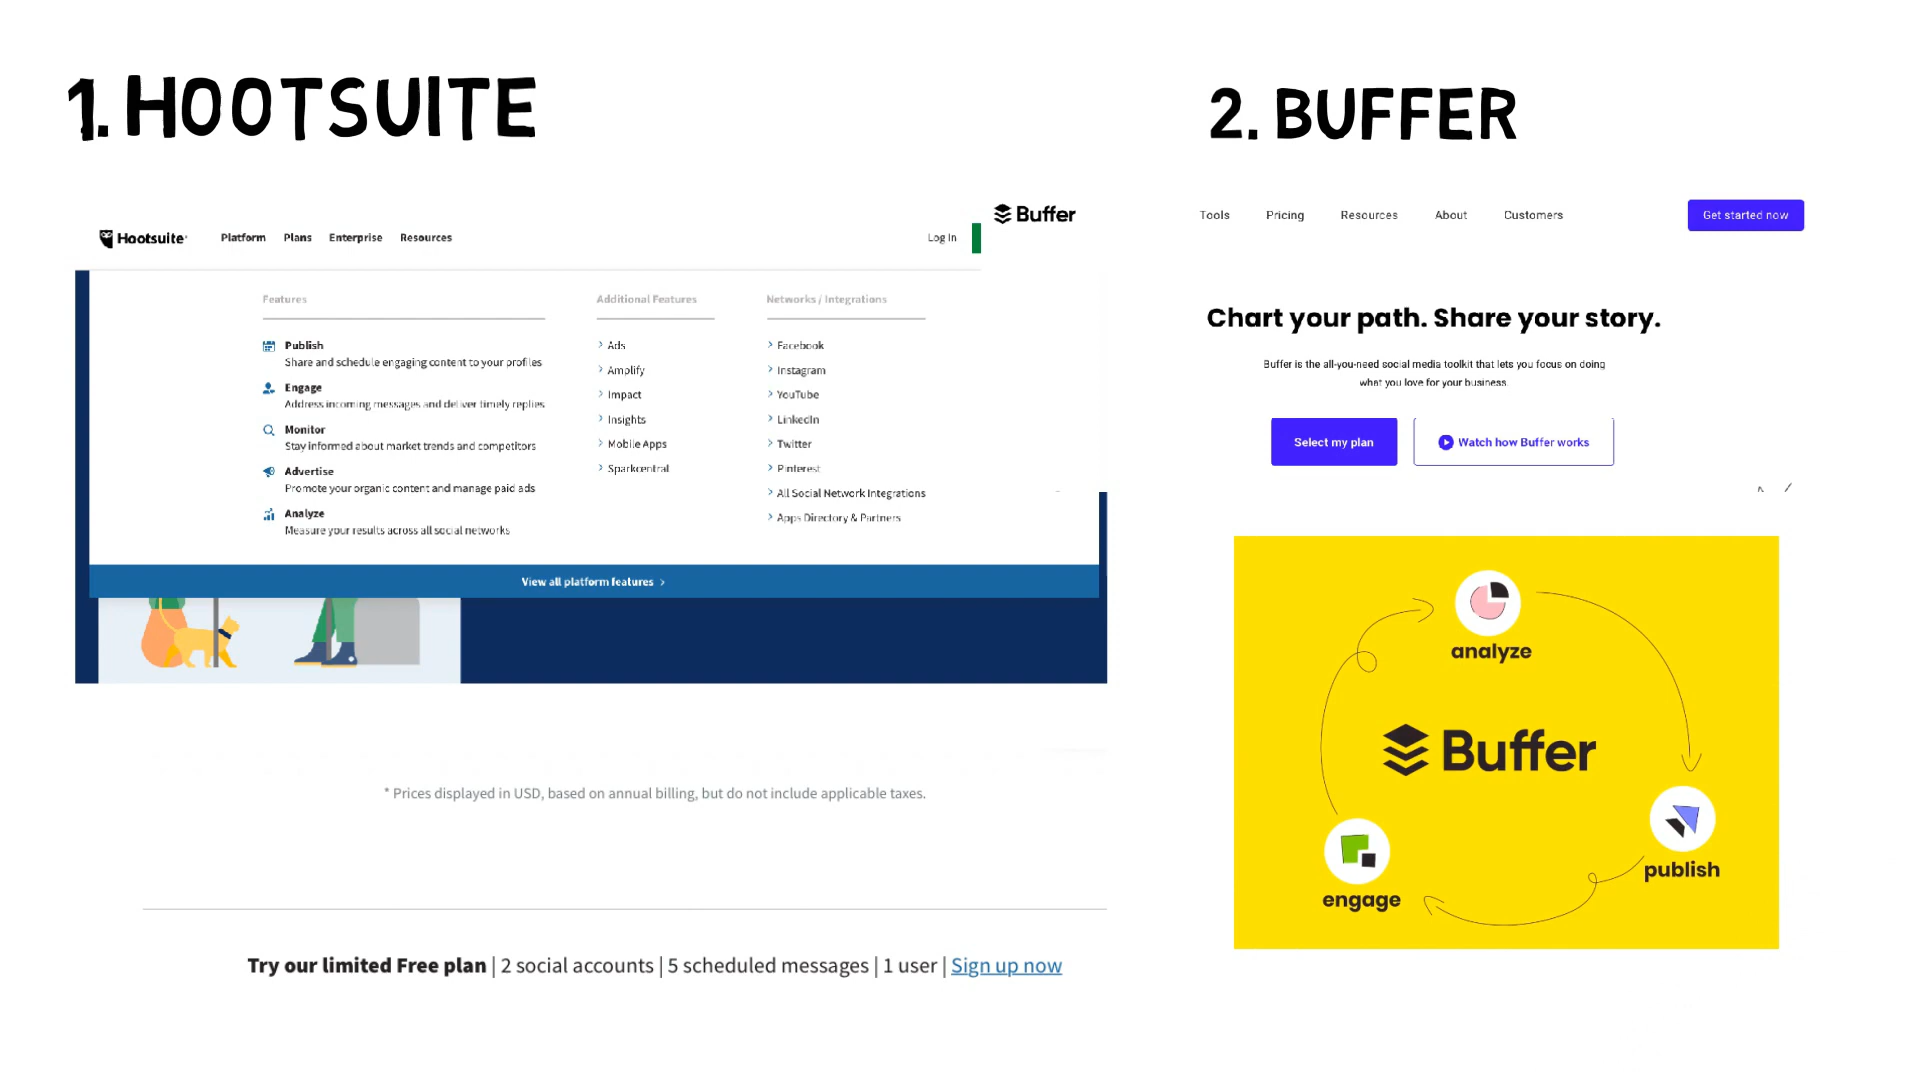 1. HOOTSUITE
Hootsuite
Platform
Plans
Enterprise
Resources
Log In
Features
Publish
Share and schedule engaging content to your profiles
Engage
Address incoming messages and deliver timely replies
Monitor
Stay informed about market trends and competitors
Advertise
Promote your organic content and manage paid ads
Analyze
Measure your results across all social networks
Additional Features
Ads
Amplify
Impact
Insights
Mobile Apps
Sparkcentral
Networks / Integrations
Facebook
Instagram
YouTube
LinkedIn
Twitter
Pinterest
All Social Network Integrations
Apps Directory & Partners
View all platform features
* Prices displayed in USD, based on annual billing, but do not include applicable taxes.
Try our limited Free plan | 2 social accounts | 5 scheduled messages | 1 user | Sign up now
2. BUFFER
Buffer
Tools
Pricing
Resources
About
Customers
Get started now
Chart your path. Share your story.
Buffer is the all-you-need social media toolkit that lets you focus on doing
what you love for your business.
Select my plan
Watch how Buffer works
analyze
Buffer
publish
engage